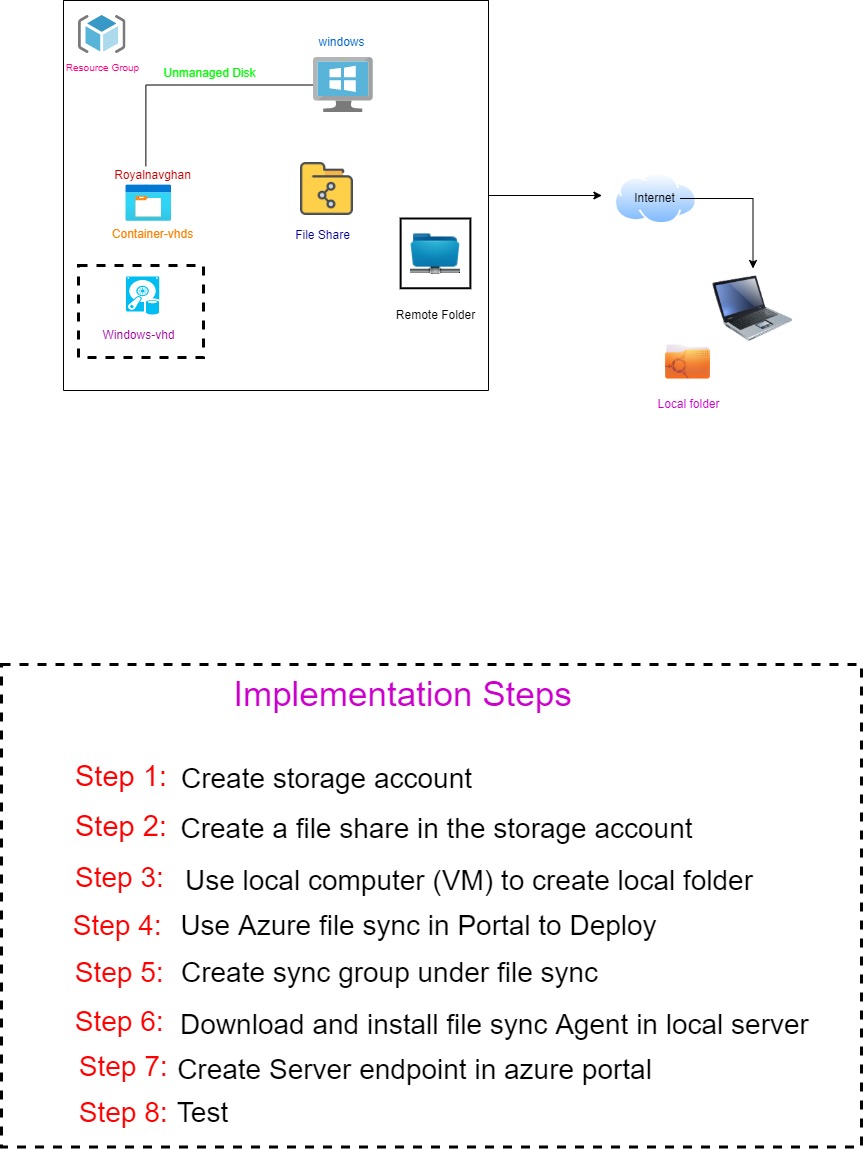 windows
Resource Group
Unmanaged Disk
Royalnavghan
Container-vhds
File Share
Windows-vhd
Remote Folder
Internet
Local folder
Implementation Steps
Step 1: Create storage account
Step 2: Create a file share in the storage account
Step 3: Use local computer (VM) to create local folder
Step 4: Use Azure file sync in Portal to Deploy
Step 5: Create sync group under file sync
Step 6: Download and install file sync Agent in local server
Step 7: Create Server endpoint in azure portal
Step 8: Test